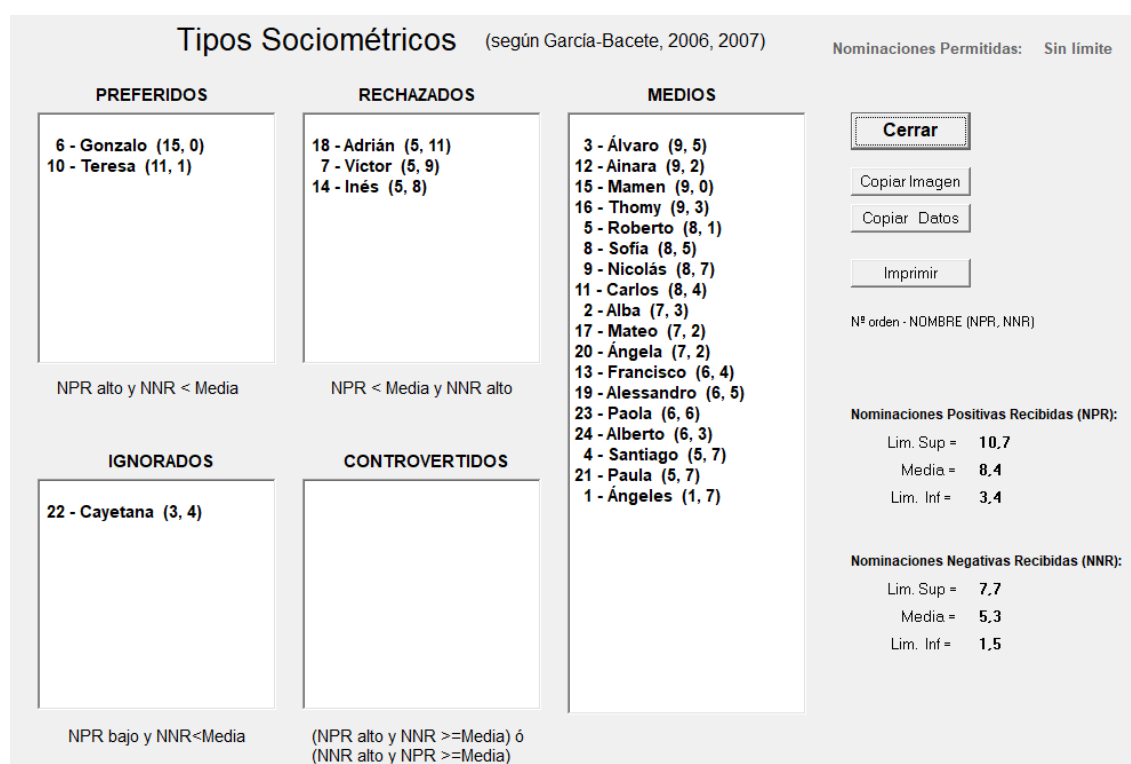 Tipos Sociométricos (según García-Bacete, 2006, 2007)
Nominaciones Permitidas: Sin límite
PREFERIDOS
6 - Gonzalo (15, 0)
10 - Teresa (11, 1)
NPR alto y NNR < Media
RECHAZADOS
18 - Adrián (5, 11)
7 - Víctor (5, 9)
14 - Inés (5, 8)
NPR < Media y NNR alto
IGNORADOS
22 - Cayetana (3, 4)
NPR bajo y NNR<Media
CONTROVERTIDOS
(NPR alto y NNR >=Media) ó
(NNR alto y NPR >=Media)
MEDIOS
3 - Álvaro (9, 5)
12 - Ainara (9, 2)
15 - Mamen (9, 0)
16 - Thomy (9, 3)
5 - Roberto (8, 1)
8 - Sofía (8, 5)
9 - Nicolás (8, 7)
11 - Carlos (8, 4)
2 - Alba (7, 3)
17 - Mateo (7, 2)
20 - Ángela (7, 2)
13 - Francisco (6, 4)
19 - Alessandro (6, 5)
23 - Paola (6, 6)
24 - Alberto (6, 3)
4 - Santiago (5, 7)
21 - Paula (5, 7)
1 - Ángeles (1, 7)
Cerrar
Copiar Imagen
Copiar Datos
Imprimir
Nº orden - NOMBRE (NPR, NNR)
Nominaciones Positivas Recibidas (NPR):
Lim. Sup = 10,7
Media = 8,4
Lim. Inf = 3,4
Nominaciones Negativas Recibidas (NNR):
Lim. Sup = 7,7
Media = 5,3
Lim. Inf = 1,5